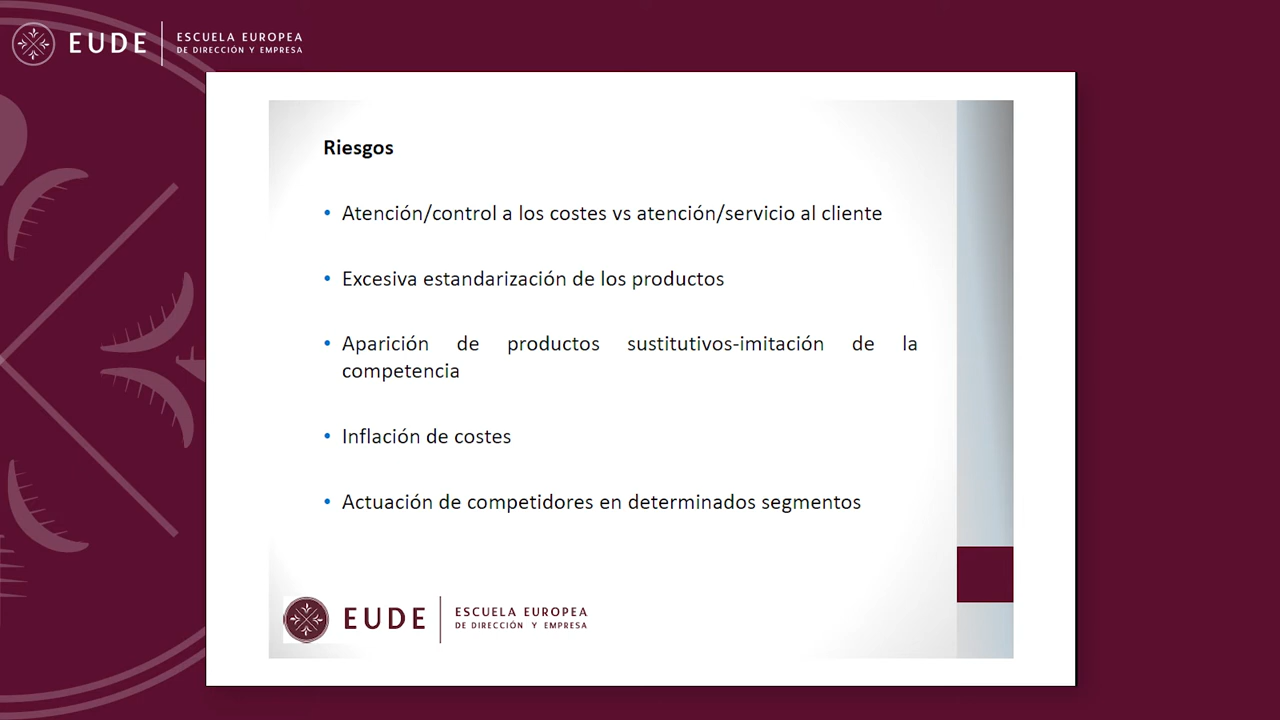 EUDE
ESCUELA EUROPEA
DE DIRECCIÓN Y EMPRESA
Riesgos
• Atención/control a los costes vs atención/servicio al cliente
• Excesiva estandarización de los productos
• Aparición de productos sustitutivos-imitación de la
competencia
• Inflación de costes
• Actuación de competidores en determinados segmentos
EUDE
ESCUELA EUROPEA
DE DIRECCIÓN Y EMPRESA